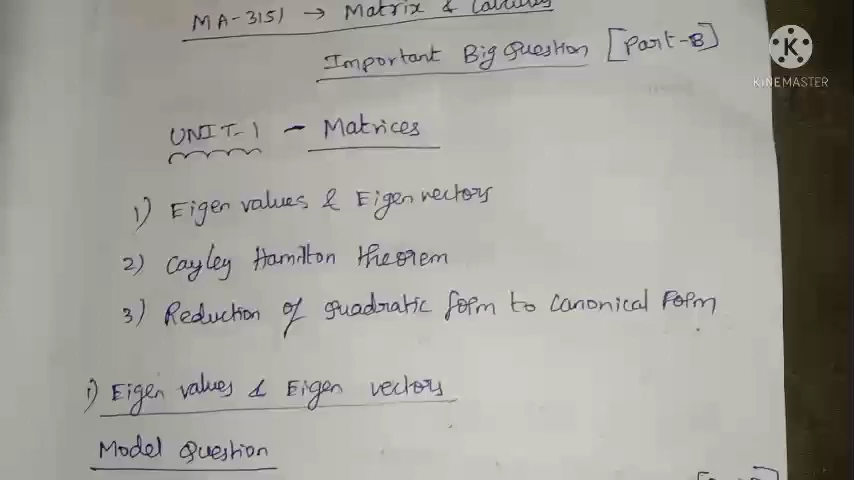 MA-3151 → Matrix & Calculus
Important Big Question [Part-B]
K
KINEMASTER
UNIT-1 - Matrices
1) Eigen values & Eigen vectors
2) Cayley Hamilton theorem
3) Reduction of quadratic form to Canonical Form
i) Eigen values & Eigen vectors
Model Question